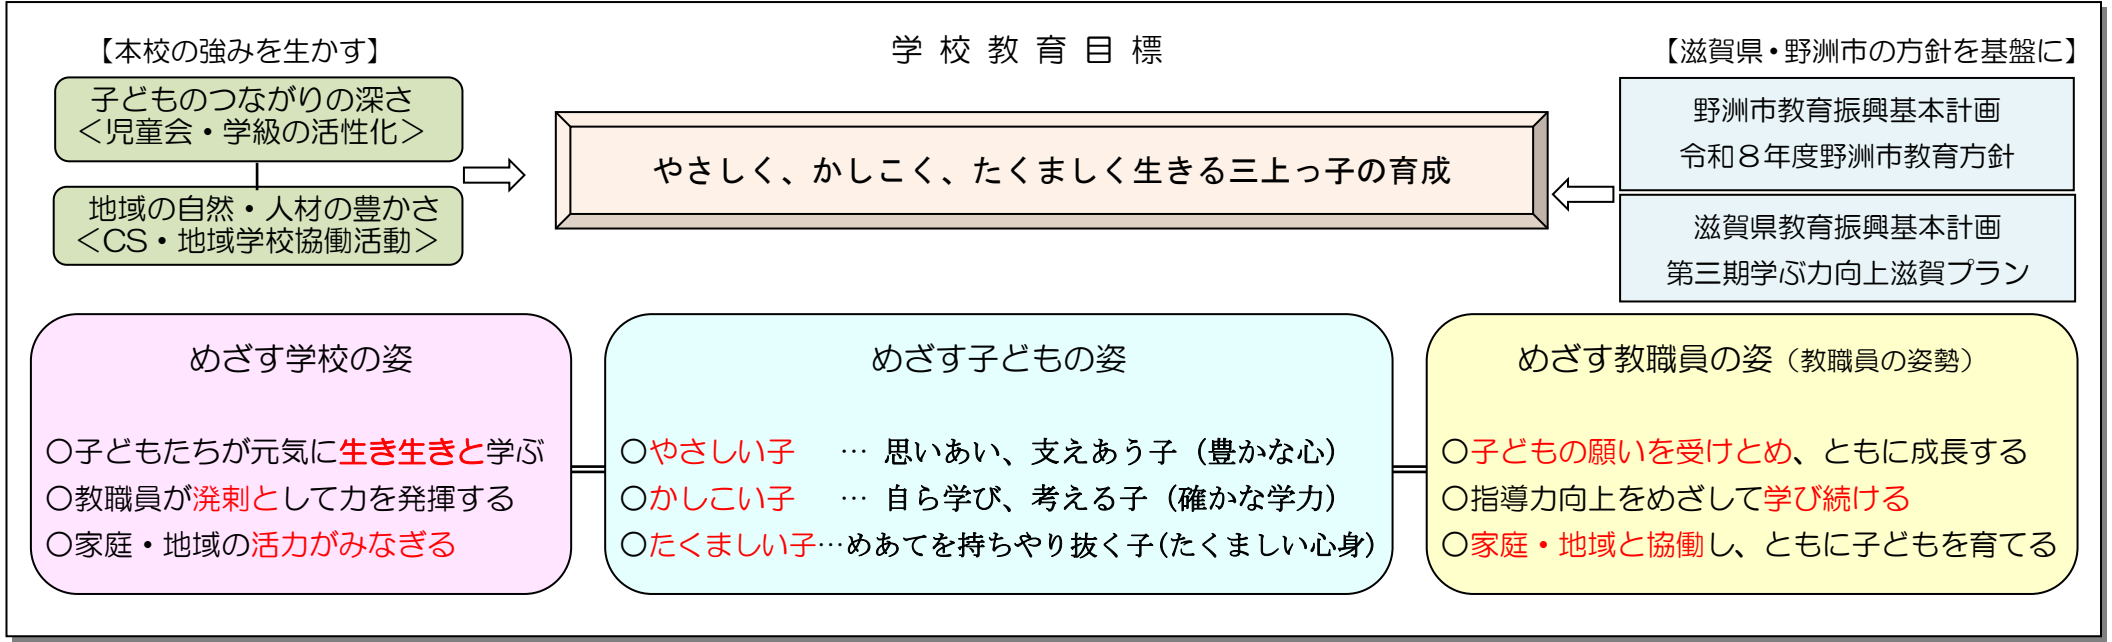 【本校の強みを生かす】
子どものつながりの深さ
＜児童会・学級の活性化＞
地域の自然・人材の豊かさ
＜CS・地域学校協働活動＞
学校教育目標
やさしく、かしこく、たくましく生きる三上っ子の育成
【滋賀県・野洲市の方針を基盤に】
野洲市教育振興基本計画
令和８年度野洲市教育方針
滋賀県教育振興基本計画
第三期学ぶ力向上滋賀プラン
めざす学校の姿
〇子どもたちが元気に生き生きと学ぶ
〇教職員が溌剌として力を発揮する
〇家庭・地域の活力がみなぎる
めざす子どもの姿
〇やさしい子　… 思いあい、支えあう子（豊かな心）
〇かしこい子　… 自ら学び、考える子（確かな学力）
〇たくましい子…めあてを持ちやり抜く子(たくましい心身)
めざす教職員の姿（教職員の姿勢）
〇子どもの願いを受けとめ、ともに成長する
〇指導力向上をめざして学び続ける
〇家庭・地域と協働し、ともに子どもを育てる